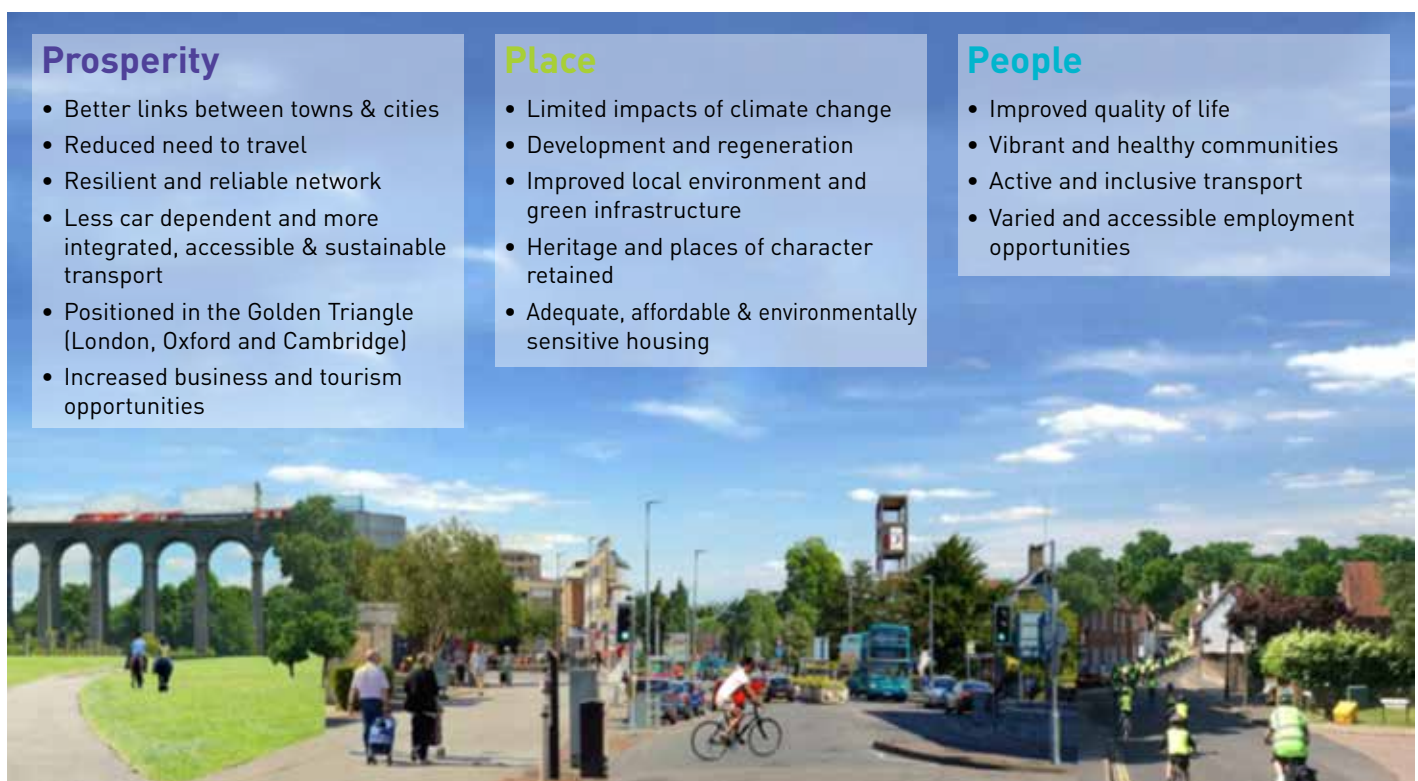 Prosperity
• Better links between towns & cities
• Reduced need to travel
• Resilient and reliable network
• Less car dependent and more
integrated, accessible & sustainable
transport
• Positioned in the Golden Triangle
(London, Oxford and Cambridge)
• Increased business and tourism
opportunities
Place
• Limited impacts of climate change
• Development and regeneration
• Improved local environment and
green infrastructure
• Heritage and places of character
retained
• Adequate, affordable & environmentally
sensitive housing
People
• Improved quality of life
• Vibrant and healthy communities
• Active and inclusive transport
• Varied and accessible employment
opportunities